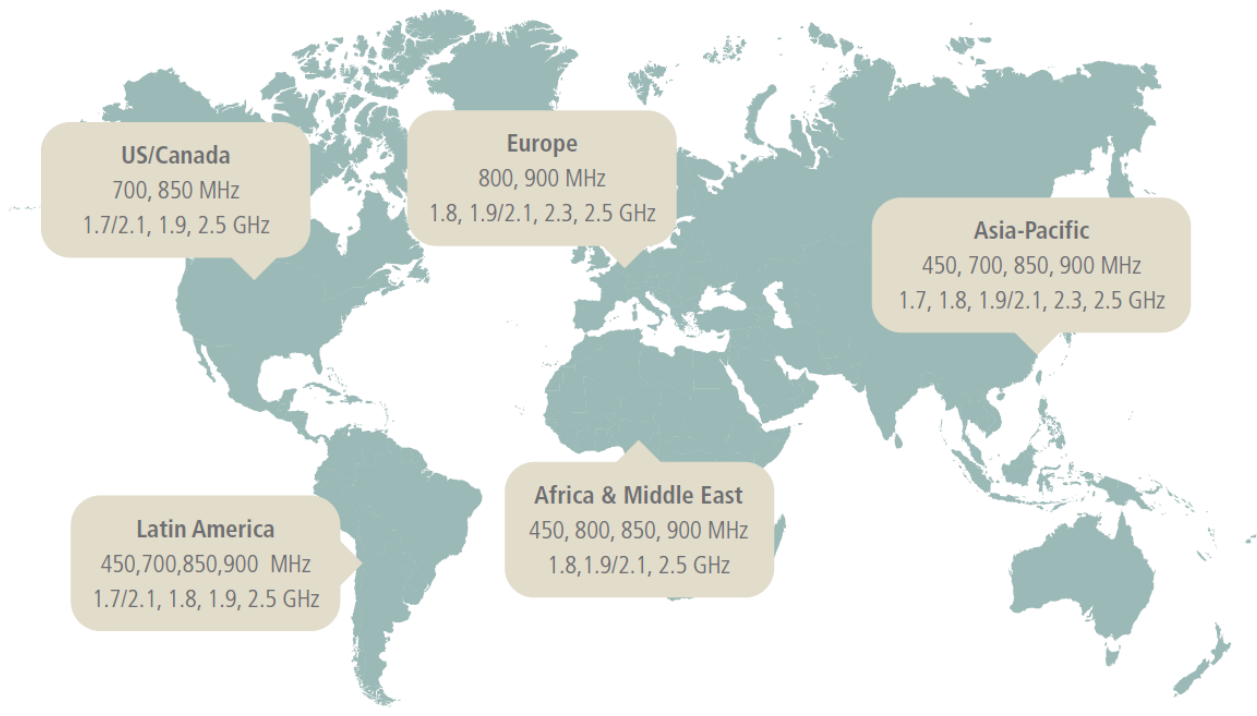 US/Canada
700, 850 MHz
1.7/2.1, 1.9, 2.5 GHz
Europe
800, 900 MHz
1.8, 1.9/2.1, 2.3, 2.5 GHz
Asia-Pacific
450, 700, 850, 900 MHz
1.7, 1.8, 1.9/2.1, 2.3, 2.5 GHz
Latin America
450,700,850,900  MHz
1.7/2.1, 1.8, 1.9, 2.5 GHz
Africa & Middle East
450, 800, 850, 900 MHz
1.8,1.9/2.1, 2.5 GHz